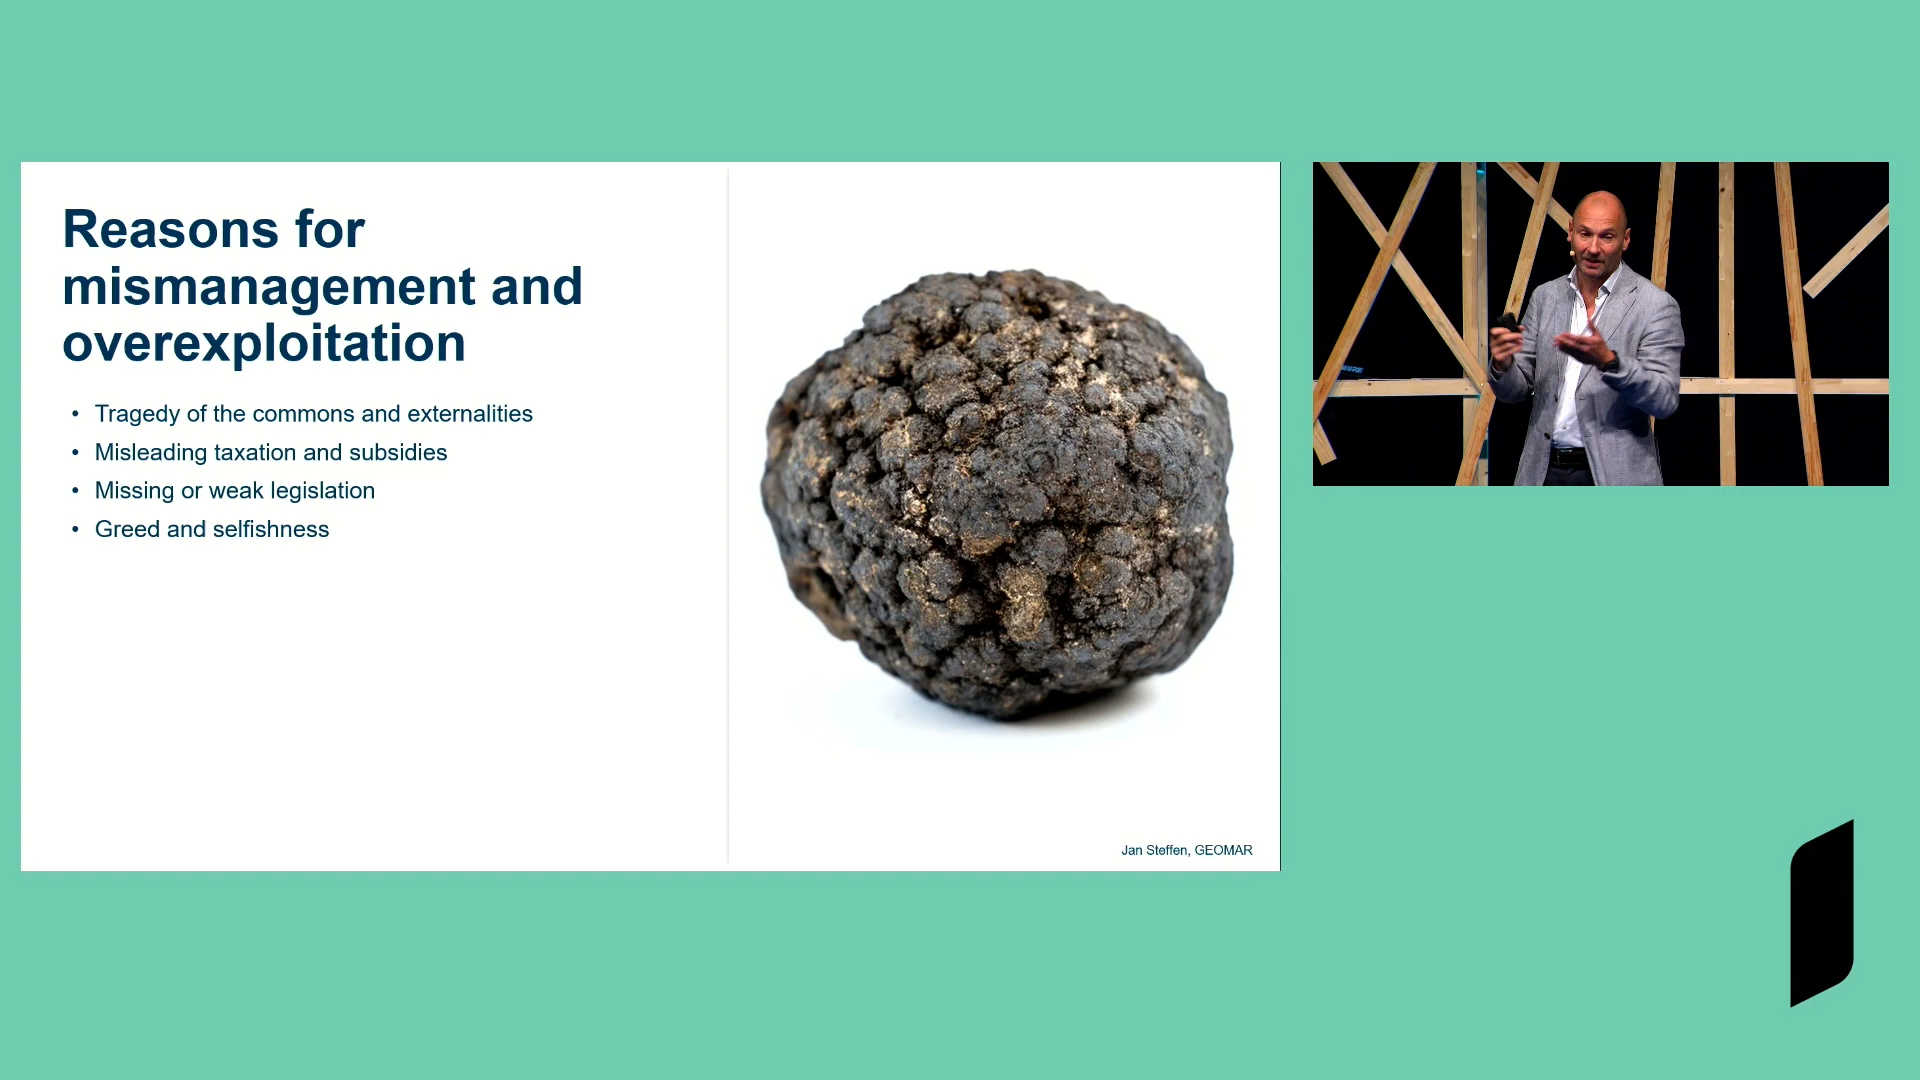 Reasons for
mismanagement and
overexploitation
• Tragedy of the commons and externalities
• Misleading taxation and subsidies
• Missing or weak legislation
• Greed and selfishness
Jan Steffen, GEOMAR